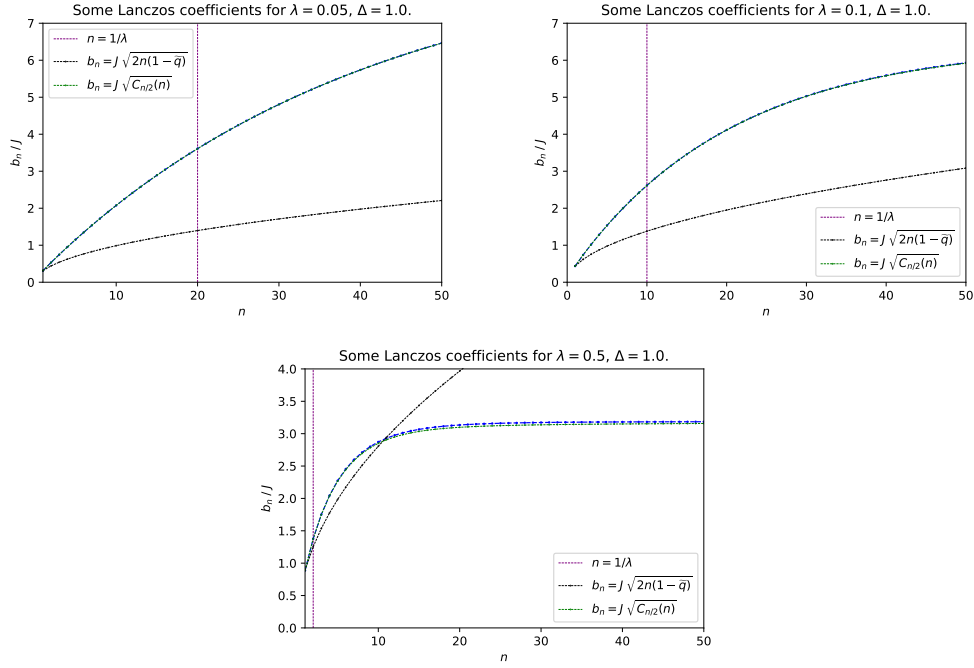 Some Lanczos coefficients for λ = 0.05, Δ = 1.0.
b_n / J
7
6
5
4
3
2
1
0
n = 1/λ
b_n = J √(2n(1 − q̃))
b_n = J √(C_{n/2}(n))
10 20 30 40 50
n
Some Lanczos coefficients for λ = 0.1, Δ = 1.0.
b_n / J
7
6
5
4
3
2
1
0
n = 1/λ
b_n = J √(2n(1 − q̃))
b_n = J √(C_{n/2}(n))
0 10 20 30 40 50
n
Some Lanczos coefficients for λ = 0.5, Δ = 1.0.
b_n / J
4.0
3.5
3.0
2.5
2.0
1.5
1.0
0.5
0.0
n = 1/λ
b_n = J √(2n(1 − q̃))
b_n = J √(C_{n/2}(n))
10 20 30 40 50
n